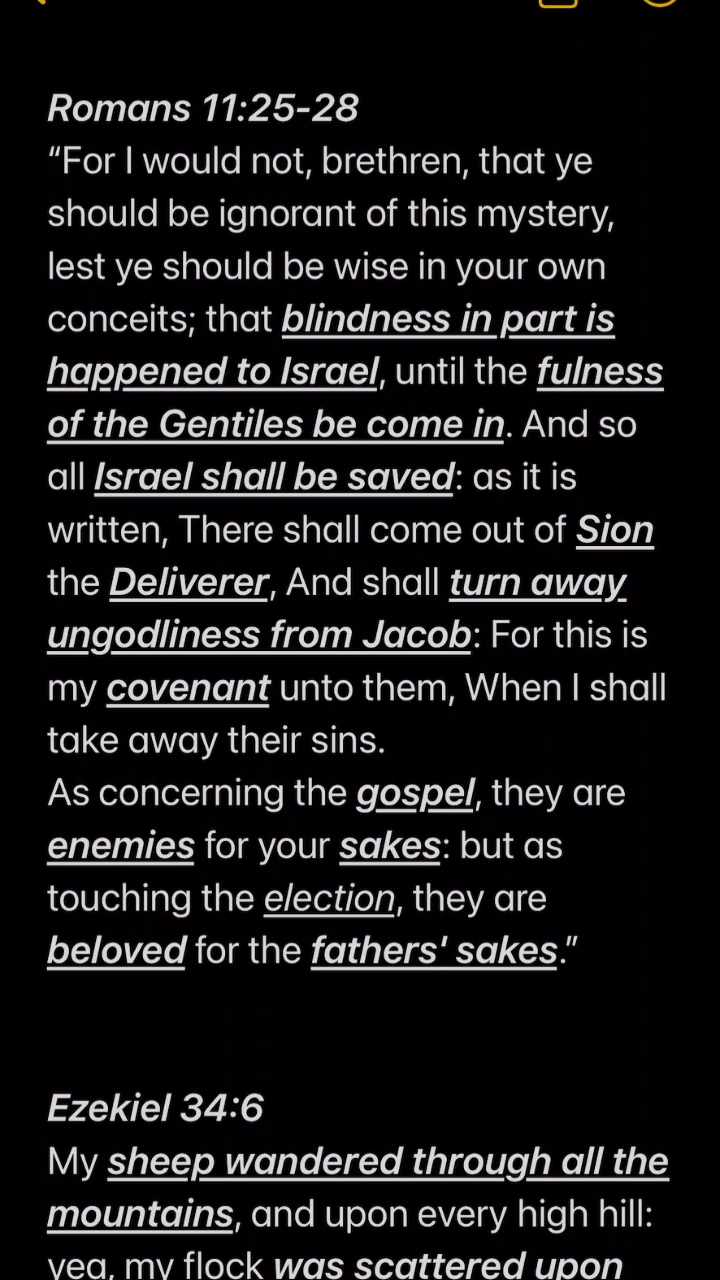 Romans 11:25-28
“For I would not, brethren, that ye
should be ignorant of this mystery,
lest ye should be wise in your own
conceits; that blindness in part is
happened to Israel, until the fulness
of the Gentiles be come in. And so
all Israel shall be saved: as it is
written, There shall come out of Sion
the Deliverer, And shall turn away
ungodliness from Jacob: For this is
my covenant unto them, When I shall
take away their sins.
As concerning the gospel, they are
enemies for your sakes: but as
touching the election, they are
beloved for the fathers' sakes.”
Ezekiel 34:6
My sheep wandered through all the
mountains, and upon every high hill:
yea, my flock was scattered upon